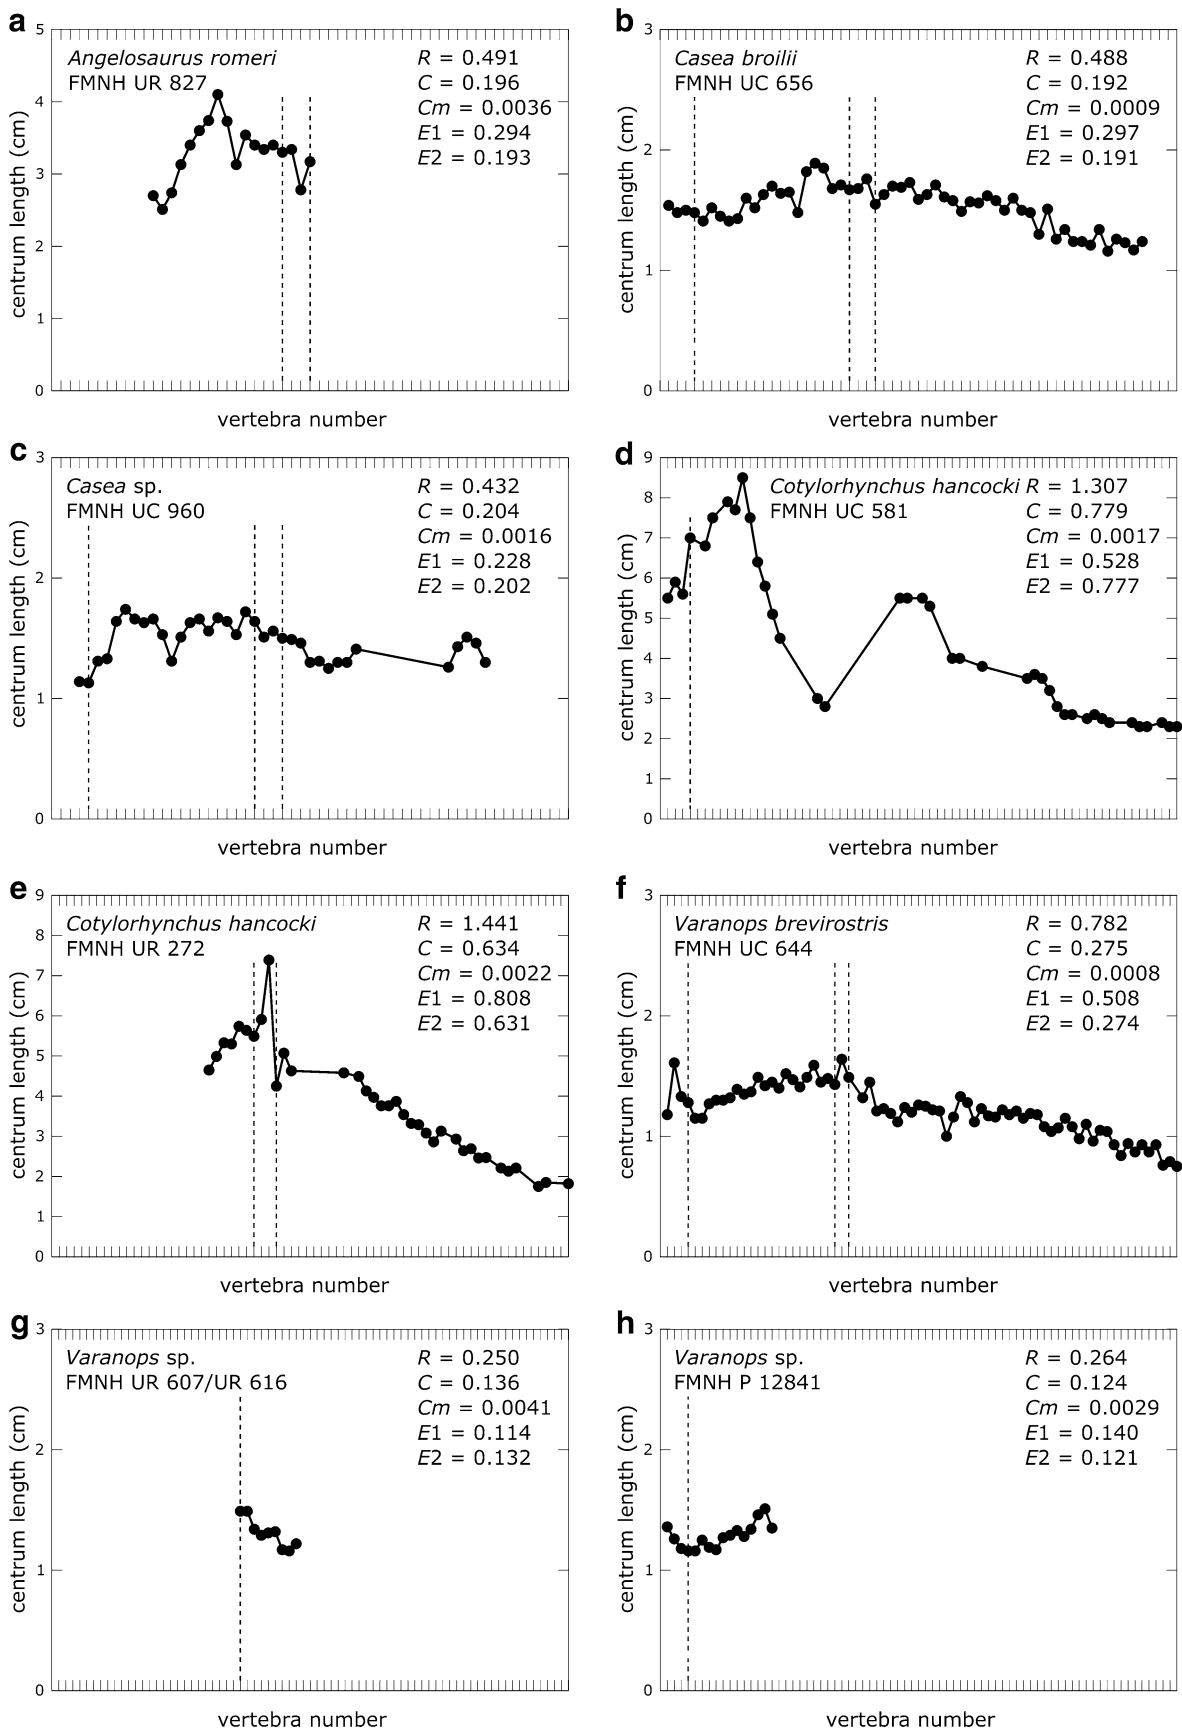 a
5
4
3
2
1
0
centrum length (cm)
vertebra number
Angelosaurus romeri
FMNH UR 827
R = 0.491
C = 0.196
Cm = 0.0036
E1 = 0.294
E2 = 0.193
b
3
2
1
0
centrum length (cm)
vertebra number
Casea broilii
FMNH UC 656
R = 0.488
C = 0.192
Cm = 0.0009
E1 = 0.297
E2 = 0.191
c
3
2
1
0
centrum length (cm)
vertebra number
Casea sp.
FMNH UC 960
R = 0.432
C = 0.204
Cm = 0.0016
E1 = 0.228
E2 = 0.202
d
9
8
7
6
5
4
3
2
1
0
centrum length (cm)
vertebra number
Cotylorhynchus hancocki
FMNH UC 581
R = 1.307
C = 0.779
Cm = 0.0017
E1 = 0.528
E2 = 0.777
e
9
8
7
6
5
4
3
2
1
0
centrum length (cm)
vertebra number
Cotylorhynchus hancocki
FMNH UR 272
R = 1.441
C = 0.634
Cm = 0.0022
E1 = 0.808
E2 = 0.631
f
3
2
1
0
centrum length (cm)
vertebra number
Varanops brevirostris
FMNH UC 644
R = 0.782
C = 0.275
Cm = 0.0008
E1 = 0.508
E2 = 0.274
g
3
2
1
0
centrum length (cm)
vertebra number
Varanops sp.
FMNH UR 607/UR 616
R = 0.250
C = 0.136
Cm = 0.0041
E1 = 0.114
E2 = 0.132
h
3
2
1
0
centrum length (cm)
vertebra number
Varanops sp.
FMNH P 12841
R = 0.264
C = 0.124
Cm = 0.0029
E1 = 0.140
E2 = 0.121